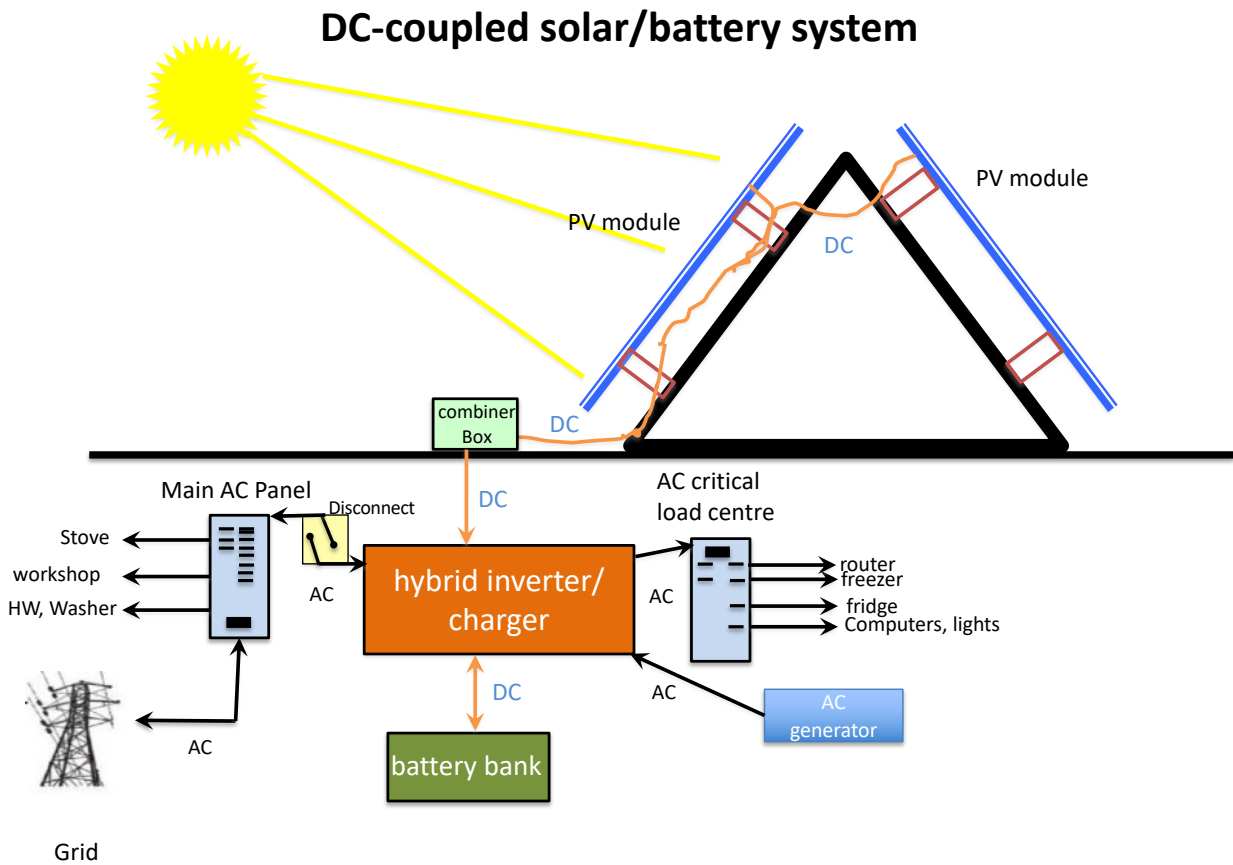 DC-coupled solar/battery system
PV module
PV module
DC
combiner
Box
DC
DC
Main AC Panel
Disconnect
AC critical
load centre
Stove
workshop
HW, Washer
AC
hybrid inverter/
charger
AC
router
freezer
fridge
Computers, lights
DC
AC
AC
generator
AC
battery bank
Grid